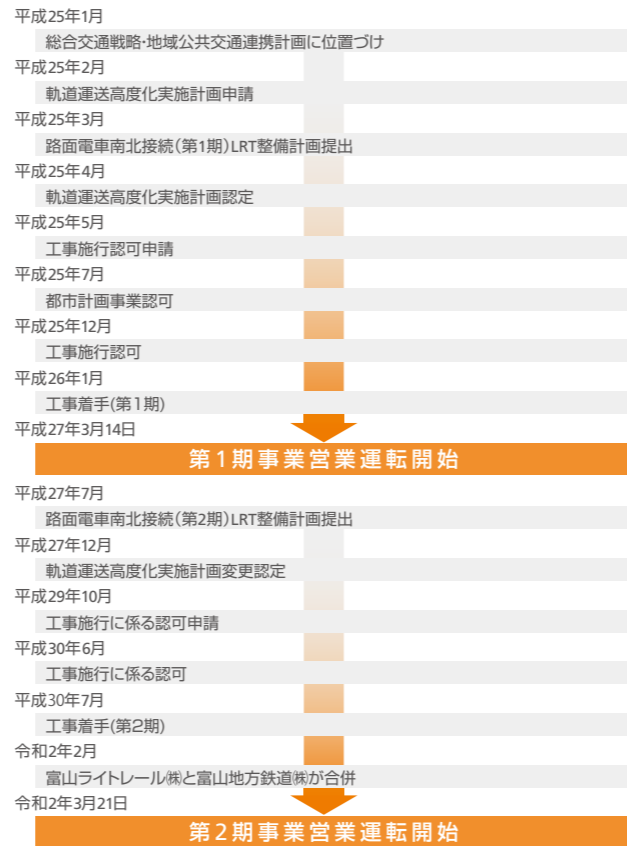 平成25年1月
総合交通戦略・地域公共交通連携計画に位置づけ
平成25年2月
軌道運送高度化実施計画申請
平成25年3月
路面電車南北接続（第1期）LRT整備計画提出
平成25年4月
軌道運送高度化実施計画認定
平成25年5月
工事施行認可申請
平成25年7月
都市計画事業認可
平成25年12月
工事施行認可
平成26年1月
工事着手(第1期)
平成27年3月14日
第1期事業営業運転開始
平成27年7月
路面電車南北接続（第2期）LRT整備計画提出
平成27年12月
軌道運送高度化実施計画変更認定
平成29年10月
工事施行に係る認可申請
平成30年6月
工事施行に係る認可
平成30年7月
工事着手(第2期)
令和2年2月
富山ライトレール㈱と富山地方鉄道㈱が合併
令和2年3月21日
第2期事業営業運転開始